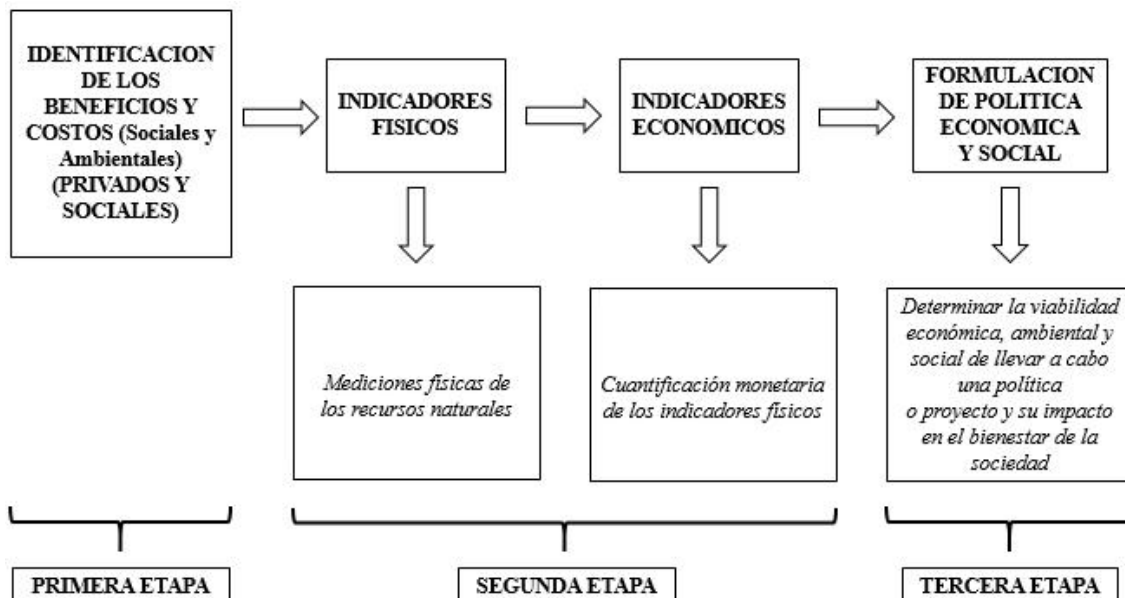 IDENTIFICACION
DE LOS
BENEFICIOS Y
COSTOS (Sociales y
Ambientales)
(PRIVADOS Y
SOCIALES)
INDICADORES
FISICOS
INDICADORES
ECONOMICOS
FORMULACION
DE POLITICA
ECONOMICA
Y SOCIAL
Mediciones físicas de
los recursos naturales
Cuantificación monetaria
de los indicadores físicos
Determinar la viabilidad
económica, ambiental y
social de llevar a cabo
una política
o proyecto y su impacto
en el bienestar de la
sociedad
PRIMERA ETAPA
SEGUNDA ETAPA
TERCERA ETAPA